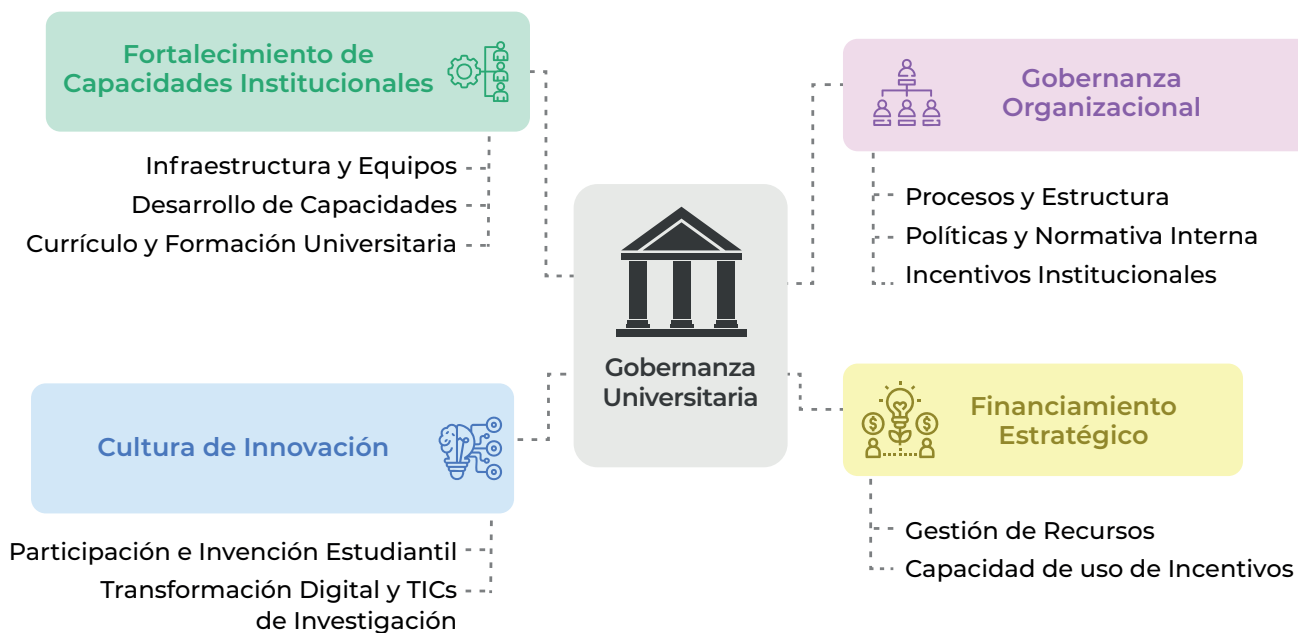 Fortalecimiento de
Capacidades Institucionales
Infraestructura y Equipos
Desarrollo de Capacidades
Currículo y Formación Universitaria
Gobernanza
Organizacional
Procesos y Estructura
Políticas y Normativa Interna
Incentivos Institucionales
Gobernanza
Universitaria
Cultura de Innovación
Participación e Invención Estudiantil
Transformación Digital y TICs
de Investigación
$
$
Financiamiento
Estratégico
Gestión de Recursos
Capacidad de uso de Incentivos